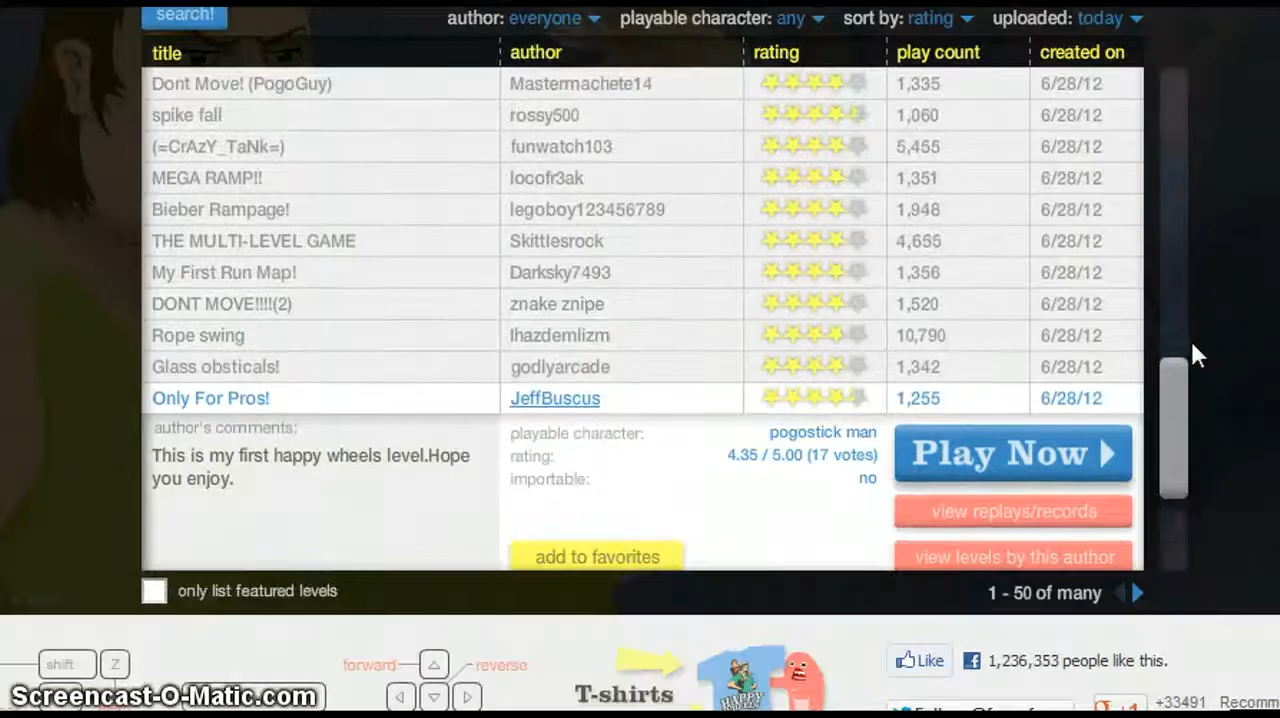 search!
author: everyone playable character: any sort by: rating uploaded: today
title author rating play count created on
Dont Move! (PogoGuy) Mastermachete14 1,335 6/28/12
spike fall rossy500 1,060 6/28/12
(=CrAzY_TaNk=) funwatch103 5,455 6/28/12
MEGA RAMP!! locofr3ak 1,351 6/28/12
Bieber Rampage! legoboy123456789 1,948 6/28/12
THE MULTI-LEVEL GAME Skittlesrock 4,655 6/28/12
My First Run Map! Darksky7493 1,356 6/28/12
DONT MOVE!!!!(2) znake znipe 1,520 6/28/12
Rope swing Ihazdemlizm 10,790 6/28/12
Glass obsticals! godlyarcade 1,342 6/28/12
Only For Pros! JeffBuscus 1,255 6/28/12
author's comments:
This is my first happy wheels level.Hope
you enjoy.
playable character: pogostick man
rating: 4.35 / 5.00 (17 votes)
importable: no
Play Now
view replays/records
add to favorites
view levels by this author
only list featured levels
1 - 50 of many
shift Z
forward reverse
T-shirts
HAPPY
Like 1,236,353 people like this.
+1 +33491 Recomm
Screencast-O-Matic.com